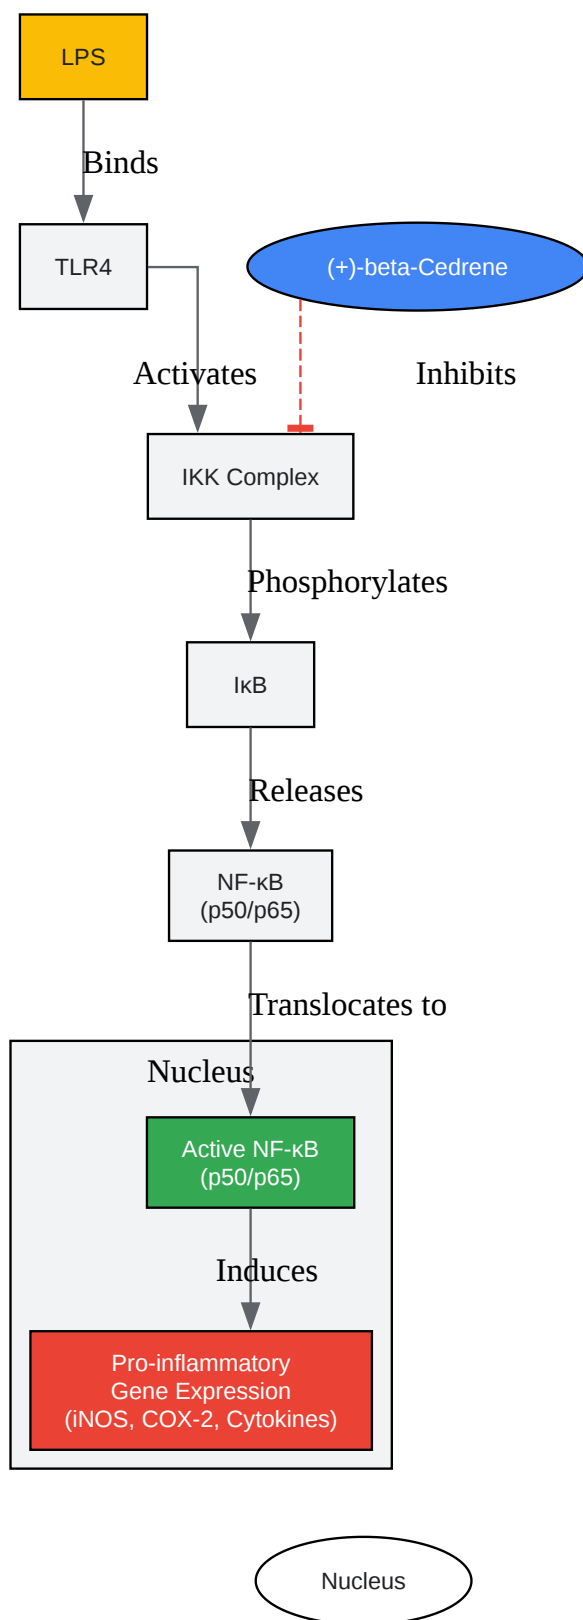 LPS
Binds
TLR4
(+)-beta-Cedrene
Activates
Inhibits
IKK Complex
Phosphorylates
IκB
Releases
NF-κB
(p50/p65)
Translocates to
Nucleus
Active NF-κB
(p50/p65)
Induces
Pro-inflammatory
Gene Expression
(iNOS, COX-2, Cytokines)
Nucleus